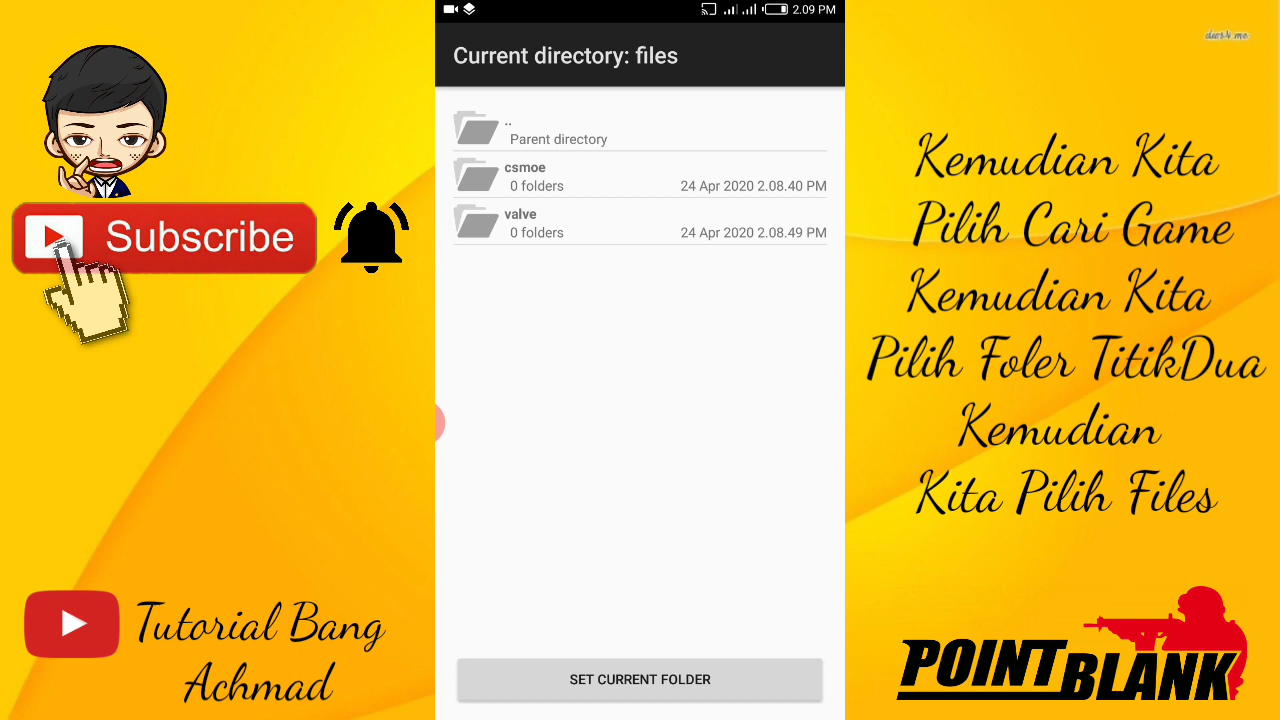 2.09 PM
Current directory: files
..
Parent directory
csmoe
0 folders 24 Apr 2020 2.08.40 PM
valve
0 folders 24 Apr 2020 2.08.49 PM
SET CURRENT FOLDER
Subscribe
Tutorial Bang
Achmad
Kemudian Kita
Pilih Cari Game
Kemudian Kita
Pilih Foler TitikDua
Kemudian
Kita Pilih Files
POINT BLANK